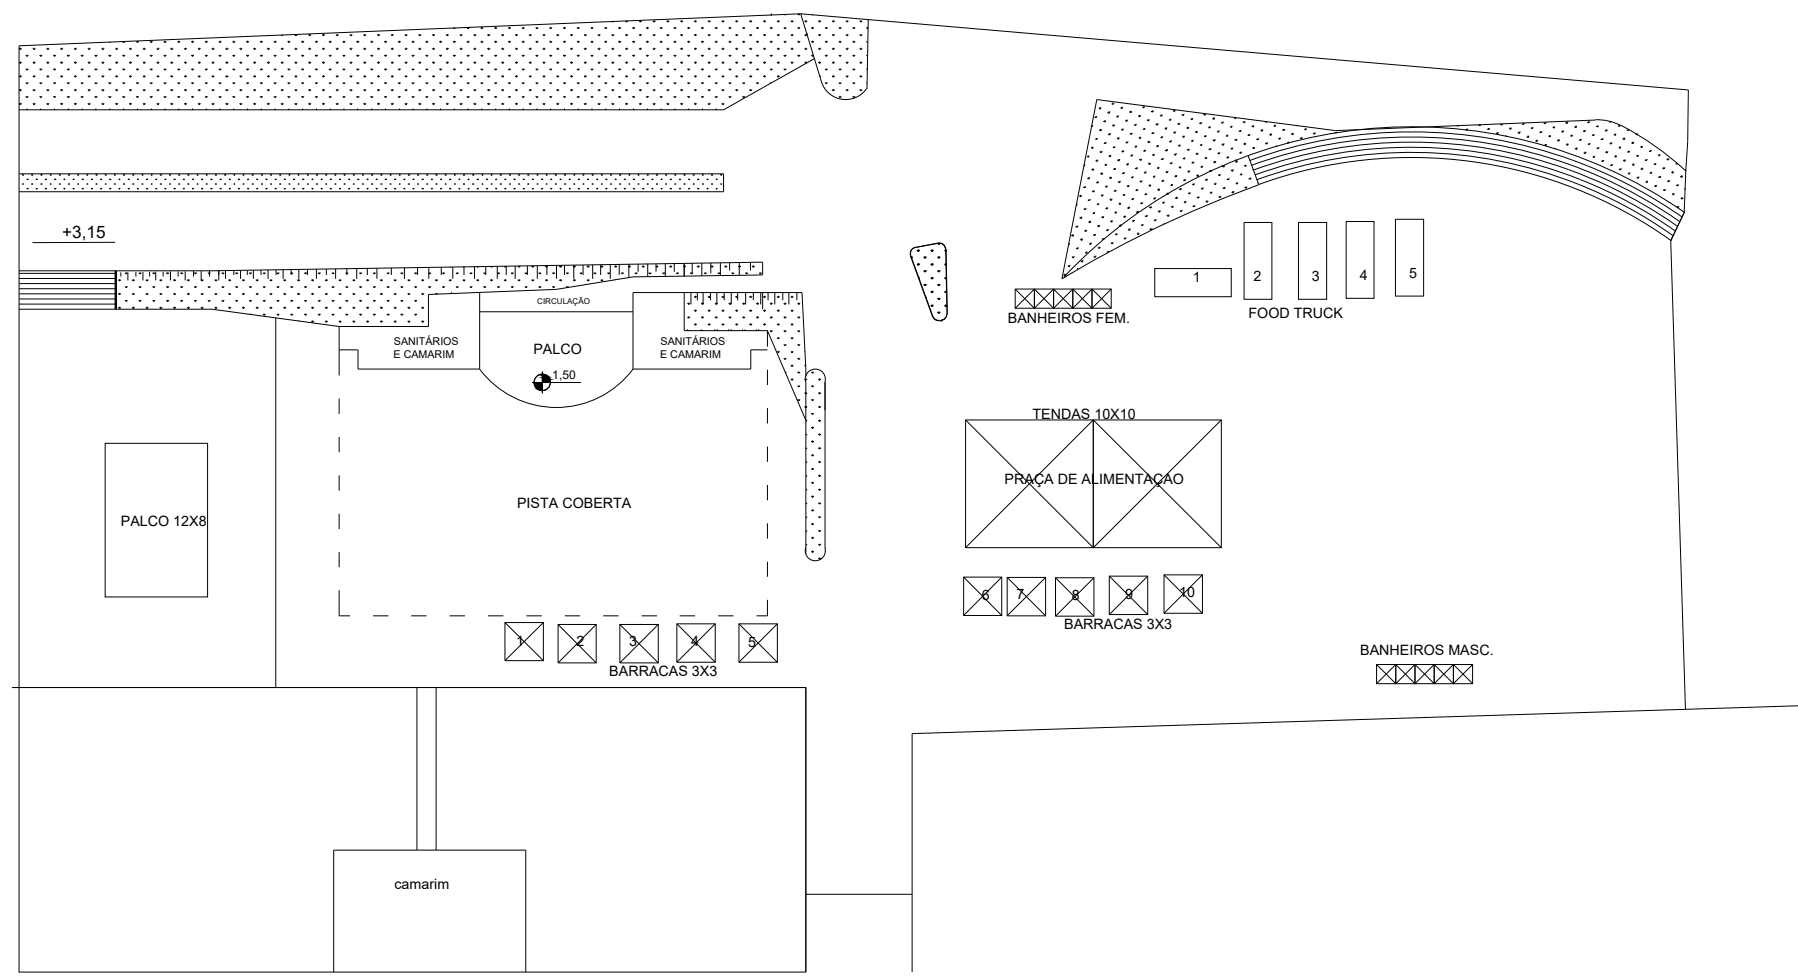 +3,15
CIRCULAÇÃO
SANITÁRIOS
E CAMARIM
PALCO
1,50
SANITÁRIOS
E CAMARIM
PALCO 12X8
PISTA COBERTA
1
2
3
4
5
BARRACAS 3X3
camarim
1
2
3
4
5
FOOD TRUCK
BANHEIROS FEM.
TENDAS 10X10
PRAÇA DE ALIMENTAÇAO
6
7
8
9
10
BARRACAS 3X3
BANHEIROS MASC.